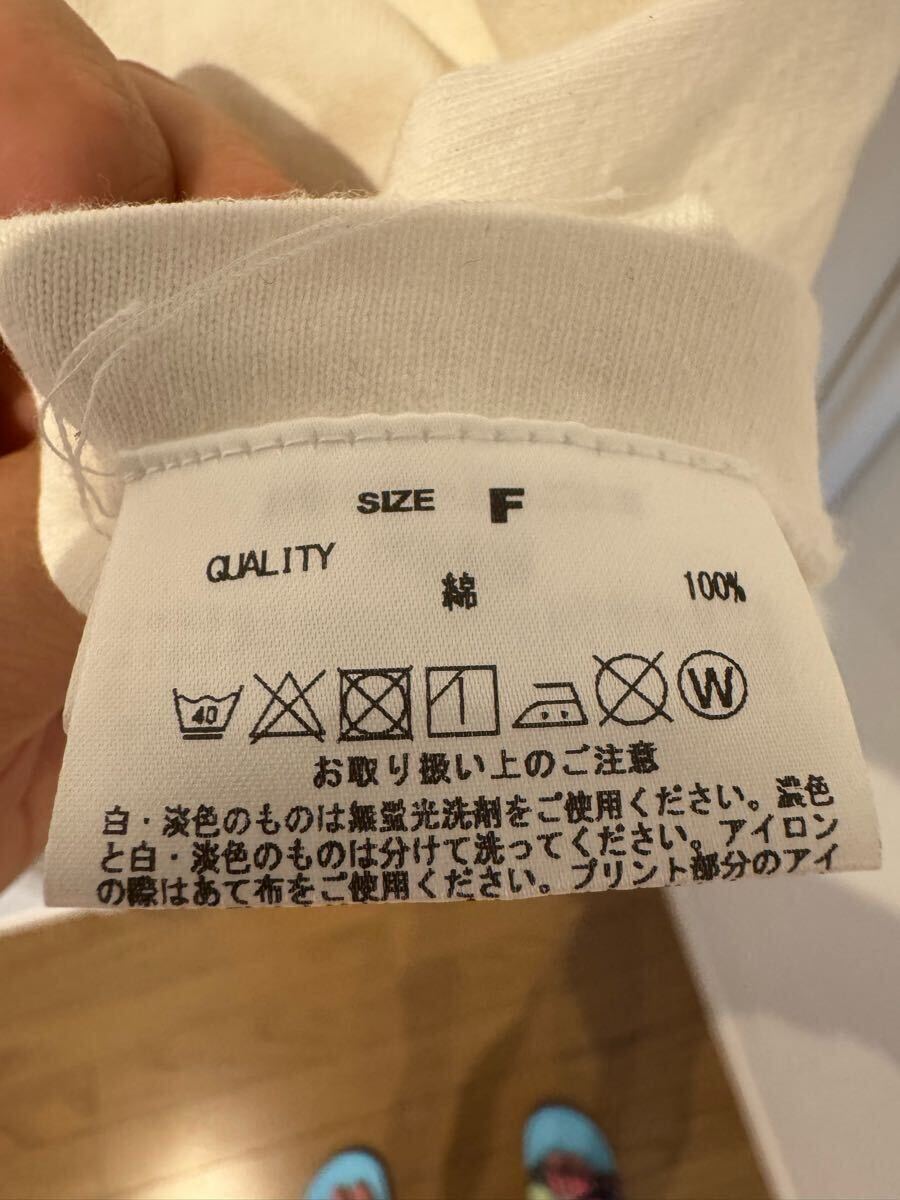 SIZE F
QUALITY
綿 100%
40 W
お取り扱い上のご注意
白・淡色のものは無蛍光洗剤をご使用ください。濃色
と白・淡色のものは分けて洗ってください。アイロン
の際はあて布をご使用ください。プリント部分のアイ